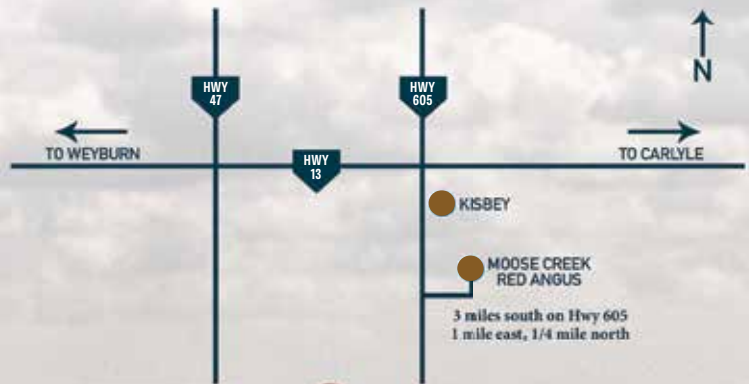 HWY
47
HWY
605
N
TO WEYBURN
HWY
13
TO CARLYLE
KISBEY
MOOSE CREEK
RED ANGUS
3 miles south on Hwy 605
1 mile east, 1/4 mile north